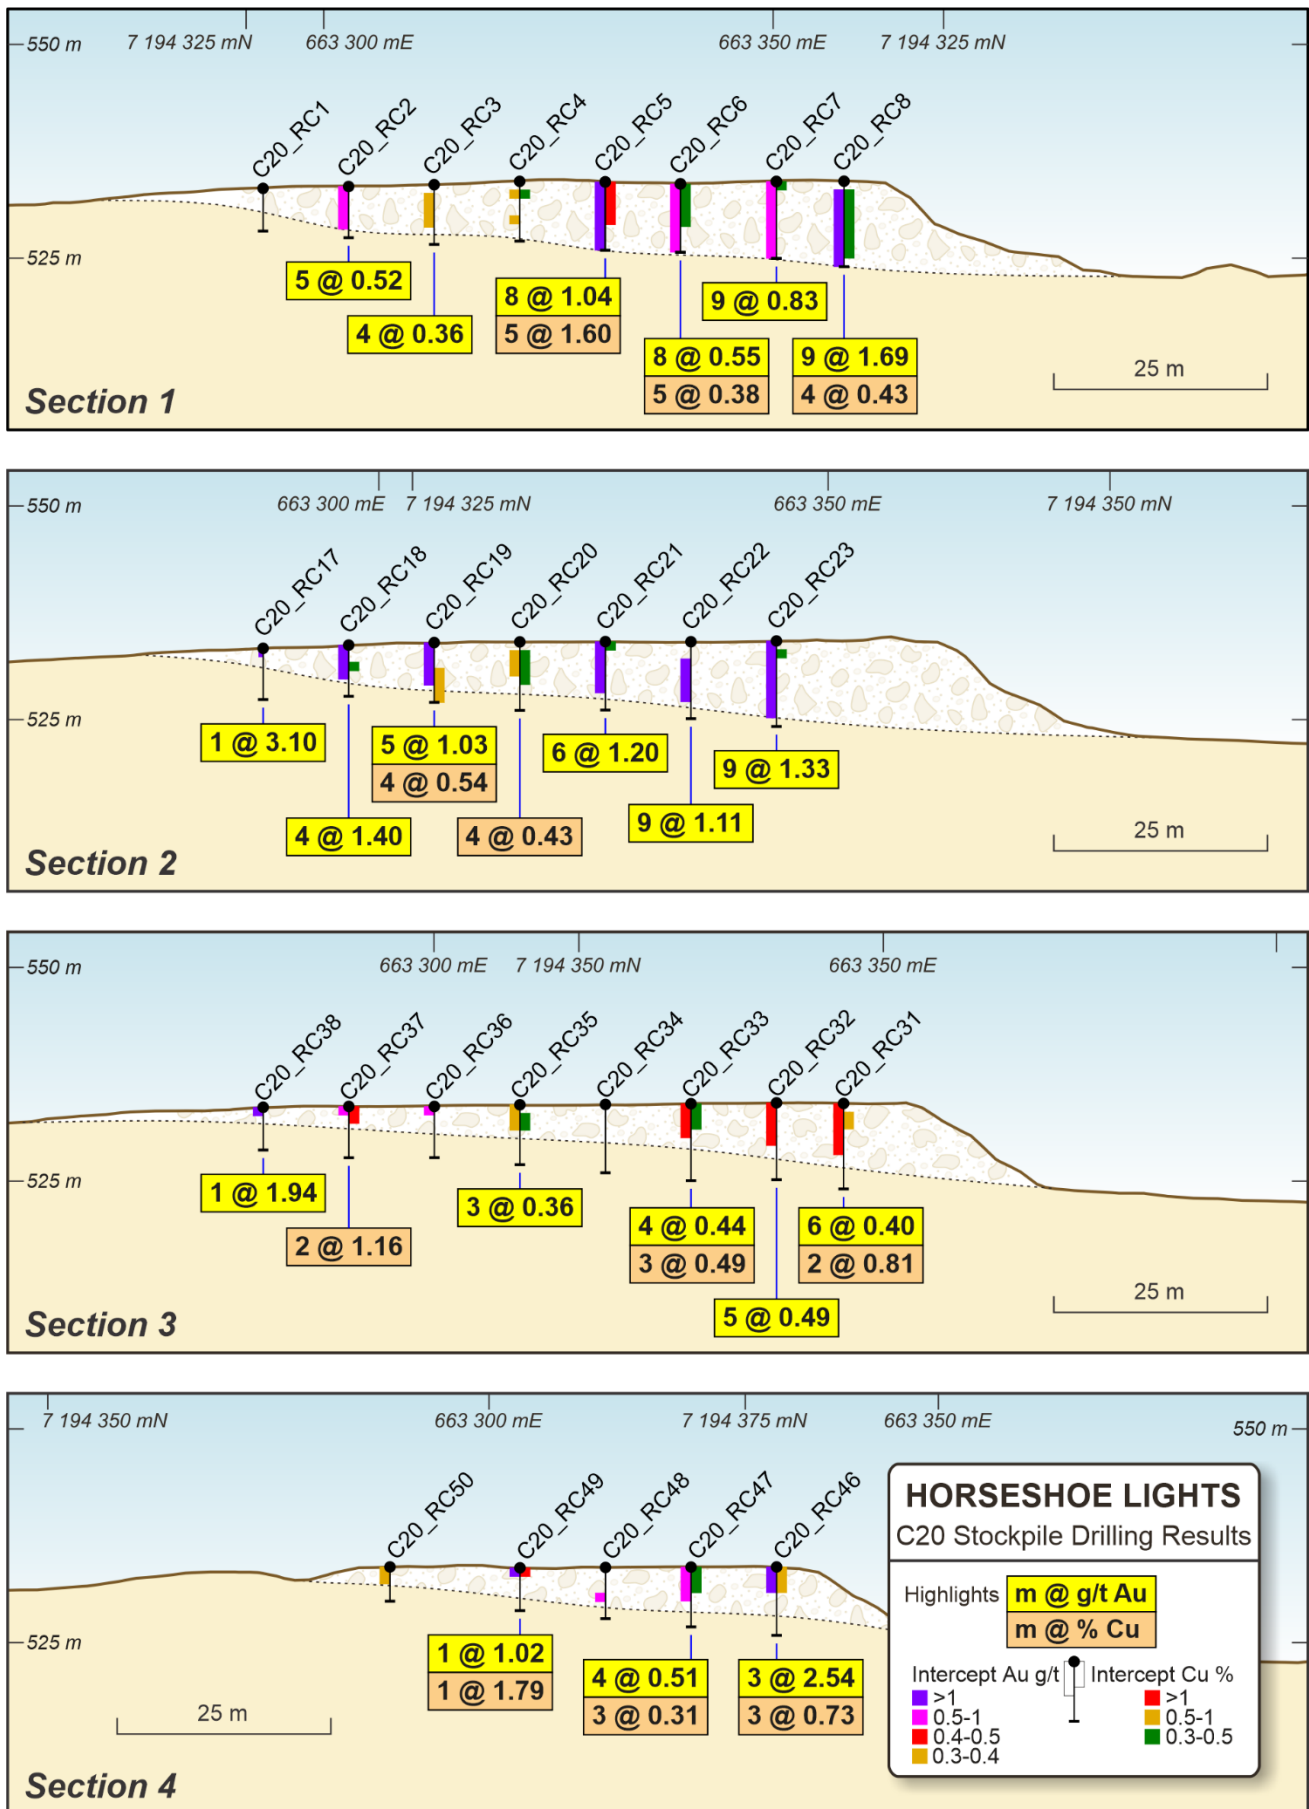 7 194 325 mN 663 300 mE 663 350 mE 7 194 325 mN
550 m
C20_RC1 C20_RC2 C20_RC3 C20_RC4 C20_RC5 C20_RC6 C20_RC7 C20_RC8
525 m
5 @ 0.52
4 @ 0.36
8 @ 1.04
5 @ 1.60
8 @ 0.55
5 @ 0.38
9 @ 0.83
9 @ 1.69
4 @ 0.43
25 m
Section 1
663 300 mE 7 194 325 mN 663 350 mE 7 194 350 mN
550 m
C20_RC17 C20_RC18 C20_RC19 C20_RC20 C20_RC21 C20_RC22 C20_RC23
525 m
1 @ 3.10
4 @ 1.40
5 @ 1.03
4 @ 0.54
4 @ 0.43
6 @ 1.20
9 @ 1.11
9 @ 1.33
25 m
Section 2
663 300 mE 7 194 350 mN 663 350 mE
550 m
C20_RC38 C20_RC37 C20_RC36 C20_RC35 C20_RC34 C20_RC33 C20_RC32 C20_RC31
525 m
1 @ 1.94
2 @ 1.16
3 @ 0.36
4 @ 0.44
3 @ 0.49
5 @ 0.49
6 @ 0.40
2 @ 0.81
25 m
Section 3
7 194 350 mN 663 300 mE 7 194 375 mN 663 350 mE
550 m
C20_RC50 C20_RC49 C20_RC48 C20_RC47 C20_RC46
525 m
1 @ 1.02
1 @ 1.79
4 @ 0.51
3 @ 0.31
3 @ 2.54
3 @ 0.73
25 m
Section 4
HORSESHOE LIGHTS
C20 Stockpile Drilling Results
Highlights
m @ g/t Au
m @ % Cu
Intercept Au g/t Intercept Cu %
>1 >1
0.5-1 0.5-1
0.4-0.5 0.3-0.5
0.3-0.4